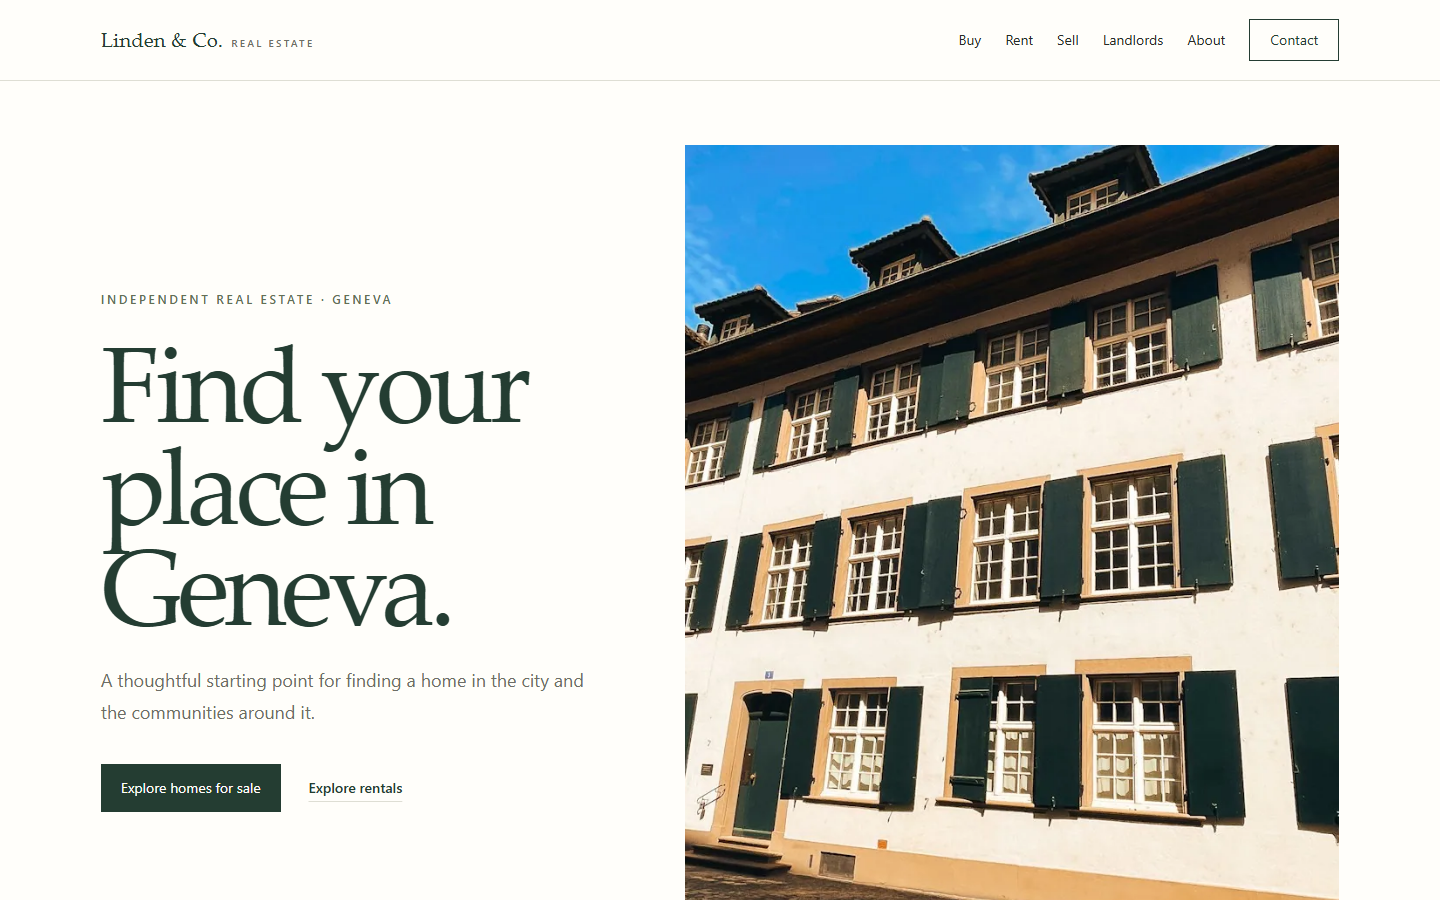 Linden & Co. REAL ESTATE
Buy Rent Sell Landlords About Contact
INDEPENDENT REAL ESTATE · GENEVA
Find your
place in
Geneva.
A thoughtful starting point for finding a home in the city and
the communities around it.
Explore homes for sale Explore rentals